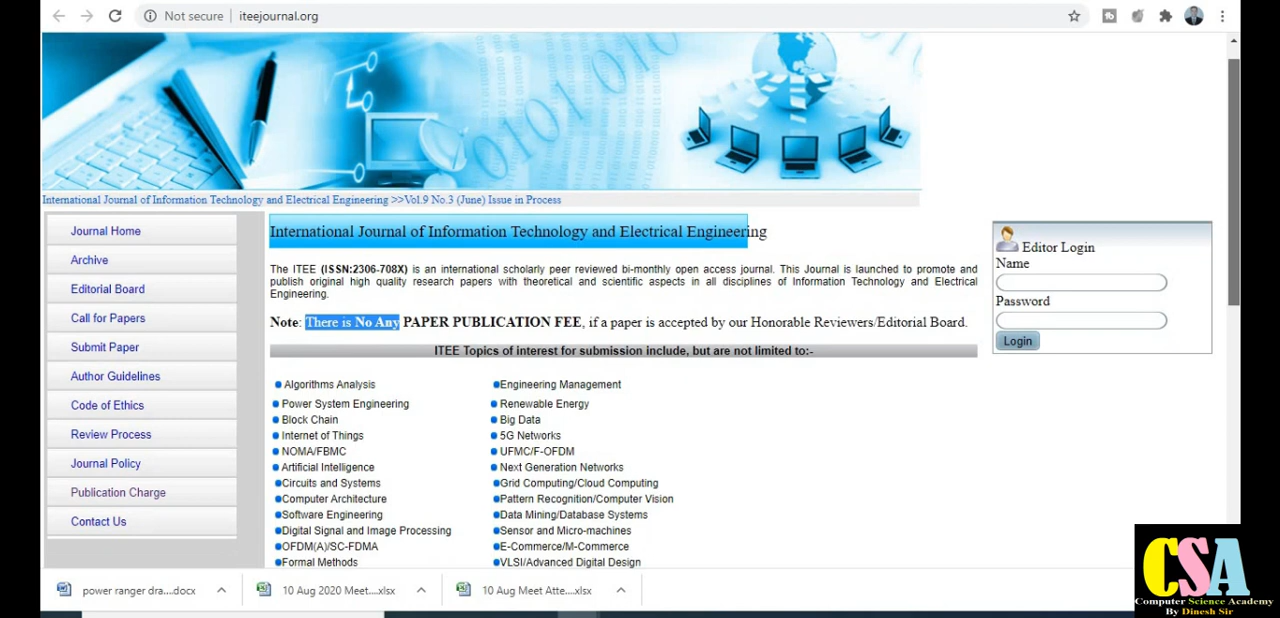 Not secure iteejournal.org
International Journal of Information Technology and Electrical Engineering >>Vol.9 No.3 (June) Issue in Process
Journal Home
Archive
Editorial Board
Call for Papers
Submit Paper
Author Guidelines
Code of Ethics
Review Process
Journal Policy
Publication Charge
Contact Us
International Journal of Information Technology and Electrical Engineering
The ITEE (ISSN:2306-708X) is an international scholarly peer reviewed bi-monthly open access journal. This Journal is launched to promote and
publish original high quality research papers with theoretical and scientific aspects in all disciplines of Information Technology and Electrical
Engineering.
Note: There is No Any PAPER PUBLICATION FEE, if a paper is accepted by our Honorable Reviewers/Editorial Board.
ITEE Topics of interest for submission include, but are not limited to:-
Algorithms Analysis
Power System Engineering
Block Chain
Internet of Things
NOMA/FBMC
Artificial Intelligence
Circuits and Systems
Computer Architecture
Software Engineering
Digital Signal and Image Processing
OFDM(A)/SC-FDMA
Formal Methods
Engineering Management
Renewable Energy
Big Data
5G Networks
UFMC/F-OFDM
Next Generation Networks
Grid Computing/Cloud Computing
Pattern Recognition/Computer Vision
Data Mining/Database Systems
Sensor and Micro-machines
E-Commerce/M-Commerce
VLSI/Advanced Digital Design
Editor Login
Name
Password
Login
power ranger dra....docx
10 Aug 2020 Meet....xlsx
10 Aug Meet Atte....xlsx
CSA
Computer Science Academy
By Dinesh Sir